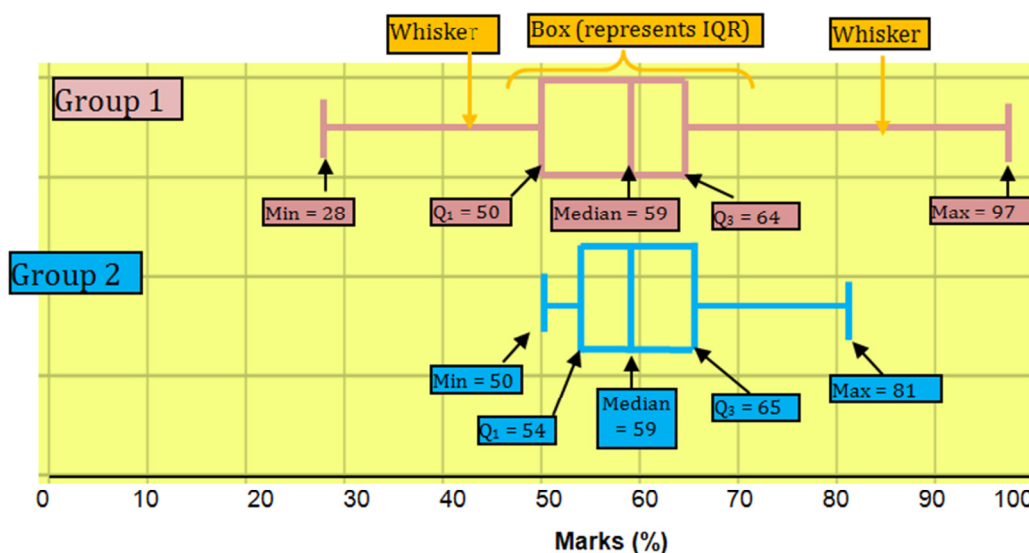 Whisker
Box (represents IQR)
Whisker
Group 1
Min = 28
Q₁ = 50
Median = 59
Q₃ = 64
Max = 97
Group 2
Min = 50
Q₁ = 54
Median
= 59
Q₃ = 65
Max = 81
0 10 20 30 40 50 60 70 80 90 100
Marks (%)